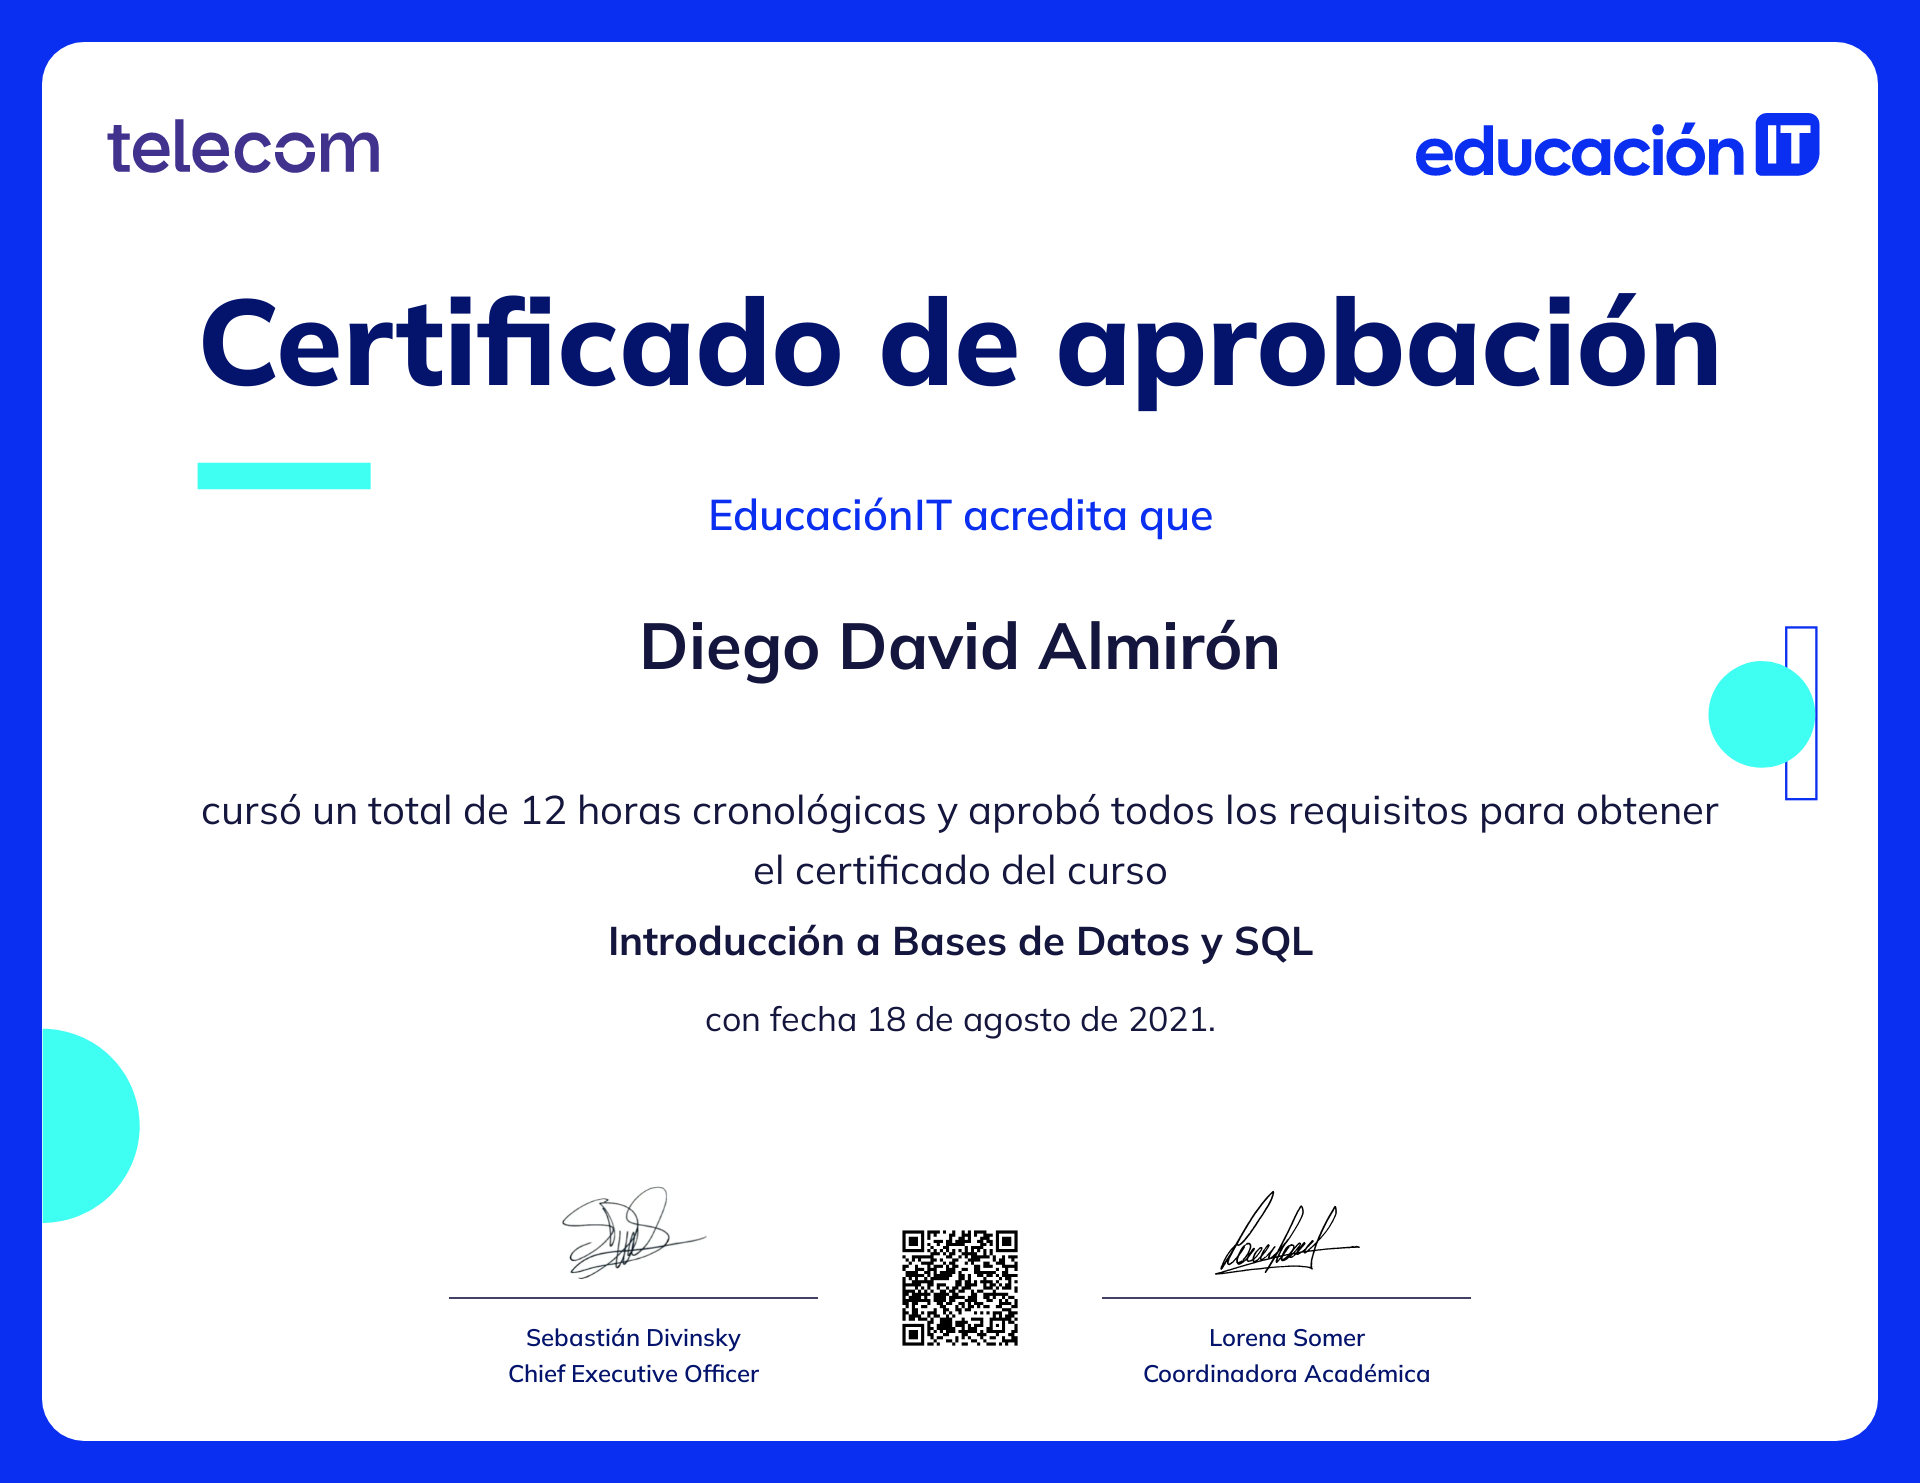 telecom
educaciónIT
Certificado de aprobación
EducaciónIT acredita que
Diego David Almirón
cursó un total de 12 horas cronológicas y aprobó todos los requisitos para obtener
el certificado del curso
Introducción a Bases de Datos y SQL
con fecha 18 de agosto de 2021.
Sebastián Divinsky
Chief Executive Officer
Lorena Somer
Coordinadora Académica